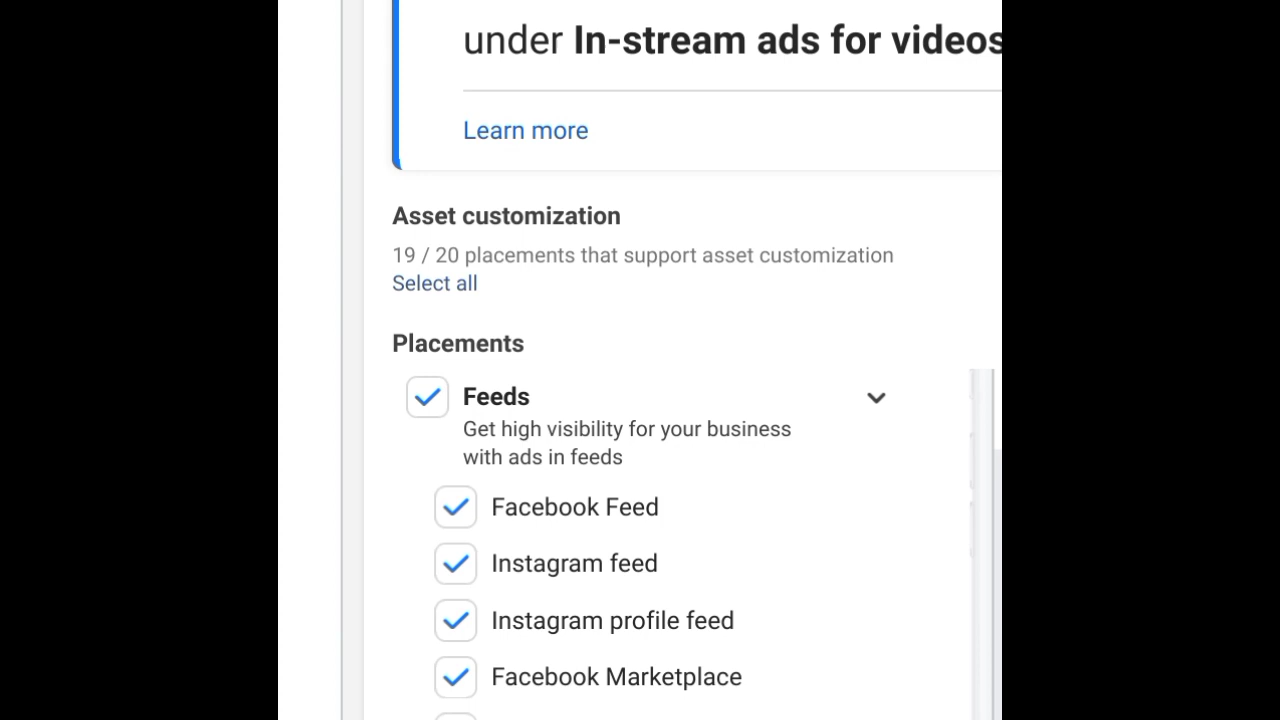 under In-stream ads for videos
Learn more
Asset customization
19 / 20 placements that support asset customization
Select all
Placements
Feeds
Get high visibility for your business
with ads in feeds
Facebook Feed
Instagram feed
Instagram profile feed
Facebook Marketplace